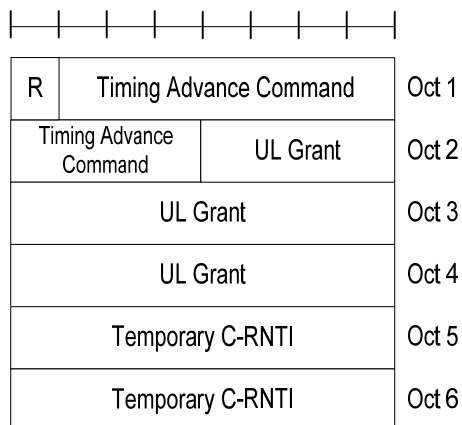 R Timing Advance Command Oct 1
Timing Advance
Command UL Grant Oct 2
UL Grant Oct 3
UL Grant Oct 4
Temporary C-RNTI Oct 5
Temporary C-RNTI Oct 6